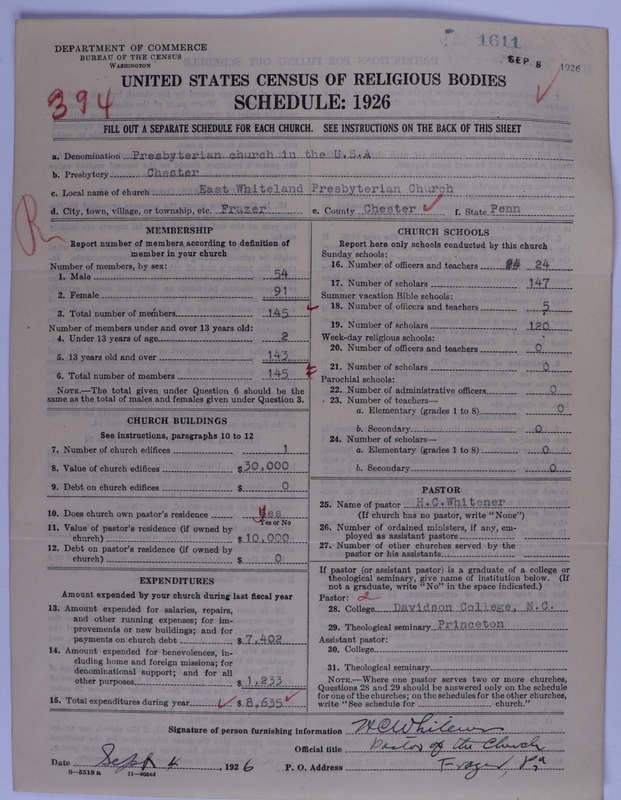 1611
SEP 8 1926
DEPARTMENT OF COMMERCE
BUREAU OF THE CENSUS
WASHINGTON
UNITED STATES CENSUS OF RELIGIOUS BODIES
SCHEDULE: 1926
394
FILL OUT A SEPARATE SCHEDULE FOR EACH CHURCH. SEE INSTRUCTIONS ON THE BACK OF THIS SHEET
a. Denomination Presbyterian church in the U.S.A
b. Presbytery Chester
c. Local name of church East Whiteland Presbyterian Church
d. City, town, village, or township, etc. Frazer e. County Chester f. State Penn
R
MEMBERSHIP
Report number of members according to definition of
member in your church
Number of members, by sex:
1. Male 54
2. Female 91
3. Total number of members 145
Number of members under and over 13 years old:
4. Under 13 years of age 2
5. 13 years old and over 143
6. Total number of members 145
NOTE.—The total given under Question 6 should be
same as the total of males and females given under Question 3.
CHURCH BUILDINGS
See instructions, paragraphs 10 to 12
7. Number of church edifices 1
8. Value of church edifices $30,000
9. Debt on church edifices $ 0
10. Does church own pastor's residence Yes
Yes or No
11. Value of pastor's residence (if owned by
church) $10,000
12. Debt on pastor's residence (if owned by
church) $ 0
EXPENDITURES
Amount expended by your church during last fiscal year
13. Amount expended for salaries, repairs,
and other running expenses; for im-
provements or new buildings; and for
payments on church debt $7,402
14. Amount expended for benevolences, in-
cluding home and foreign missions; for
denominational support; and for all
other purposes $1,233
15. Total expenditures during year $8,635
CHURCH SCHOOLS
Report here only schools conducted by this church
Sunday schools:
16. Number of officers and teachers 24
17. Number of scholars 147
Summer vacation Bible schools:
18. Number of officers and teachers 5
19. Number of scholars 120
Week-day religious schools:
20. Number of officers and teachers 0
21. Number of scholars 0
Parochial schools:
22. Number of administrative officers 0
23. Number of teachers—
a. Elementary (grades 1 to 8) 0
b. Secondary 0
24. Number of scholars—
a. Elementary (grades 1 to 8) 0
b. Secondary 0
PASTOR
25. Name of pastor H.C.Whitener
(If church has no pastor, write "None")
26. Number of ordained ministers, if any, em-
ployed as assistant pastors
27. Number of other churches served by the
pastor or his assistants
If pastor (or assistant pastor) is a graduate of a college or
theological seminary, give name of institution below. (If
not a graduate, write "No" in the space indicated.)
Pastor: 2
28. College Davidson College, N.C.
29. Theological seminary Princeton
Assistant pastor:
30. College
31. Theological seminary
NOTE.—Where one pastor serves two or more churches,
Questions 28 and 29 should be answered only on the schedule
for one of the churches; on the schedules for the other churches,
write "See schedule for church."
Signature of person furnishing information H C Whitener
Official title Pastor of the Church
Date Sept 4, 1926 P. O. Address Frazer, Pa
8—5518a 11—9054d